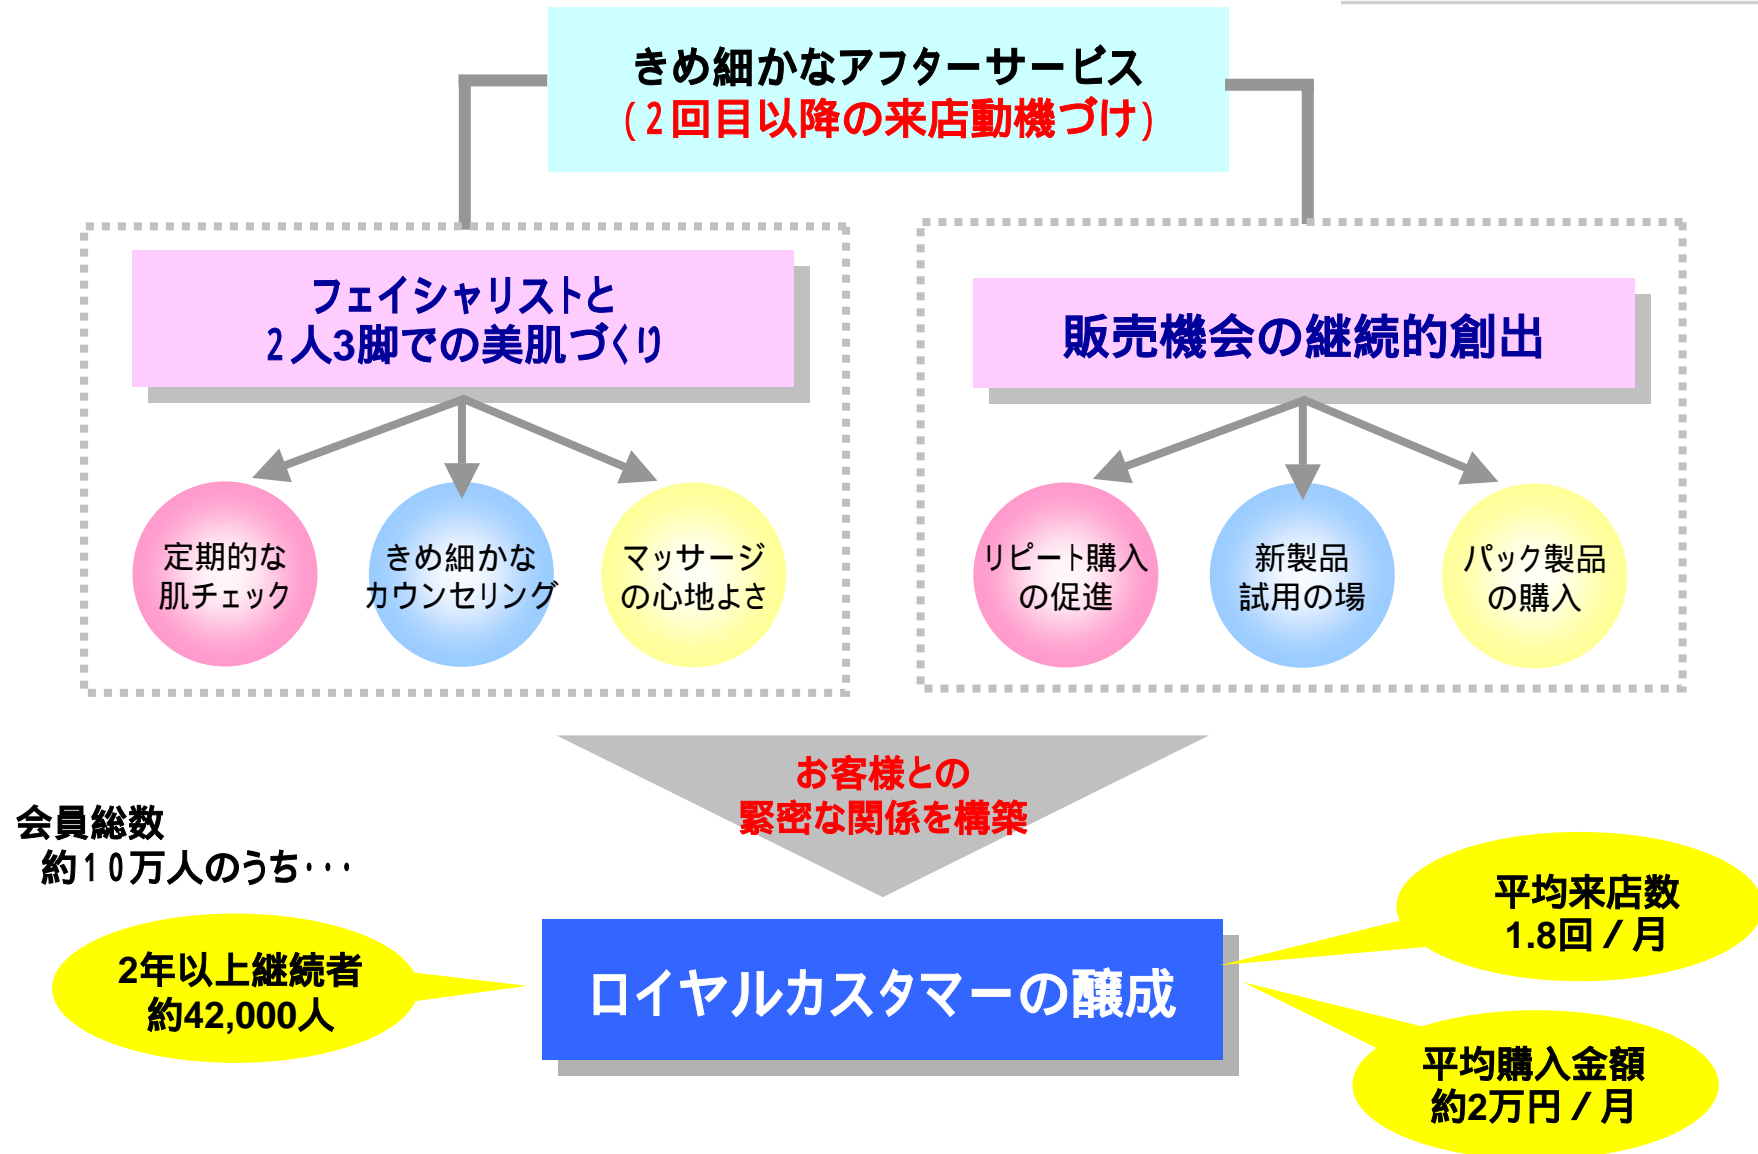 きめ細かなアフターサービス
(2回目以降の来店動機づけ)
フェイシャリストと
2人3脚での美肌づくり
販売機会の継続的創出
定期的な
肌チェック
きめ細かな
カウンセリング
マッサージ
の心地よさ
リピート購入
の促進
新製品
試用の場
パック製品
の購入
お客様との
緊密な関係を構築
会員総数
約10万人のうち・・・
2年以上継続者
約42,000人
ロイヤルカスタマーの醸成
平均来店数
1.8回/月
平均購入金額
約2万円/月